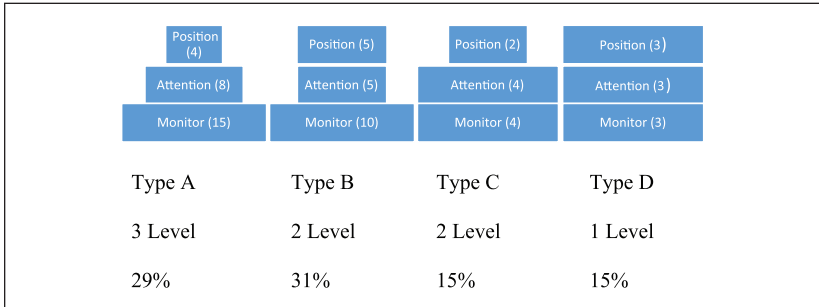 Position
(4)
Position (5)
Position (2)
Position (3)
Attention (8)
Attention (5)
Attention (4)
Attention (3)
Monitor (15)
Monitor (10)
Monitor (4)
Monitor (3)
Type A
Type B
Type C
Type D
3 Level
2 Level
2 Level
1 Level
29%
31%
15%
15%